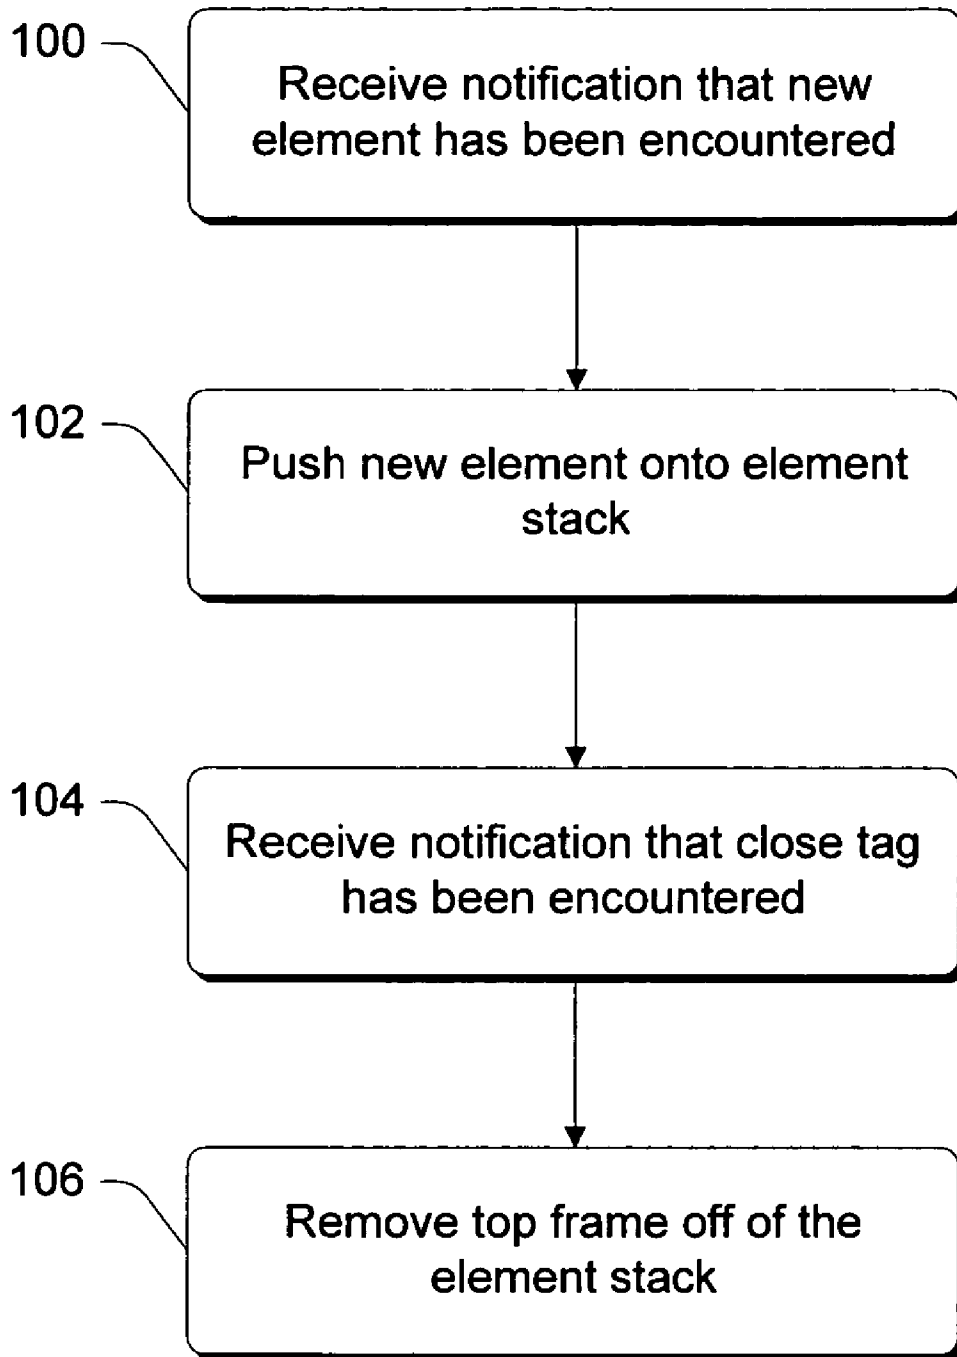 100
Receive notification that new
element has been encountered
102
Push new element onto element
stack
104
Receive notification that close tag
has been encountered
106
Remove top frame off of the
element stack